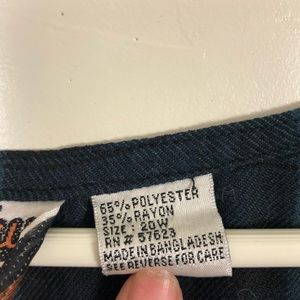 65% POLYESTER
35% RAYON
SIZE: 20W
RN # 57623
MADE IN BANGLADESH
SEE REVERSE FOR CARE